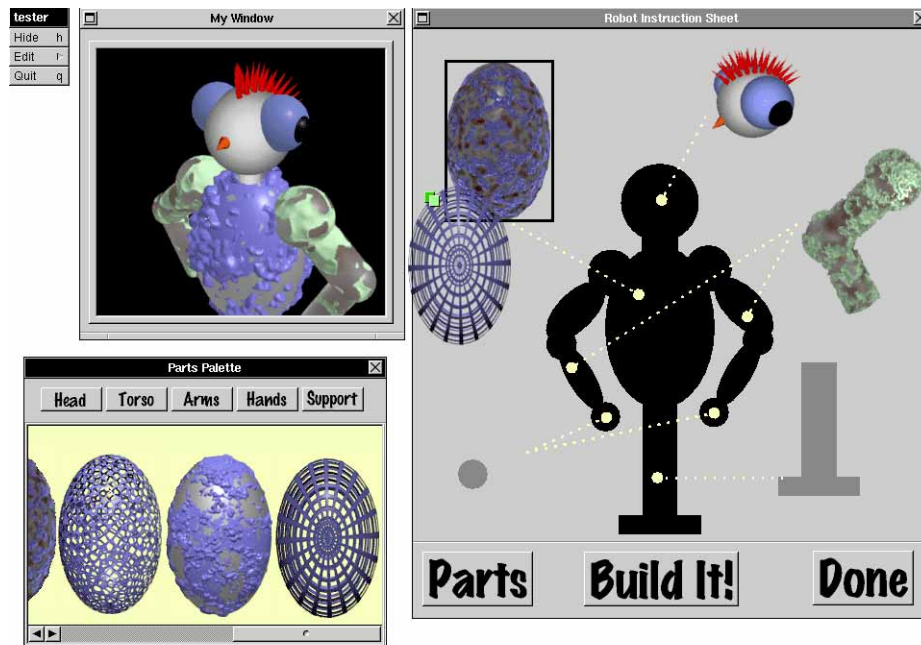 tester
Hide h
Edit
Quit q
My Window
Robot Instruction Sheet
Parts Palette
Head Torso Arms Hands Support
Parts Build It! Done